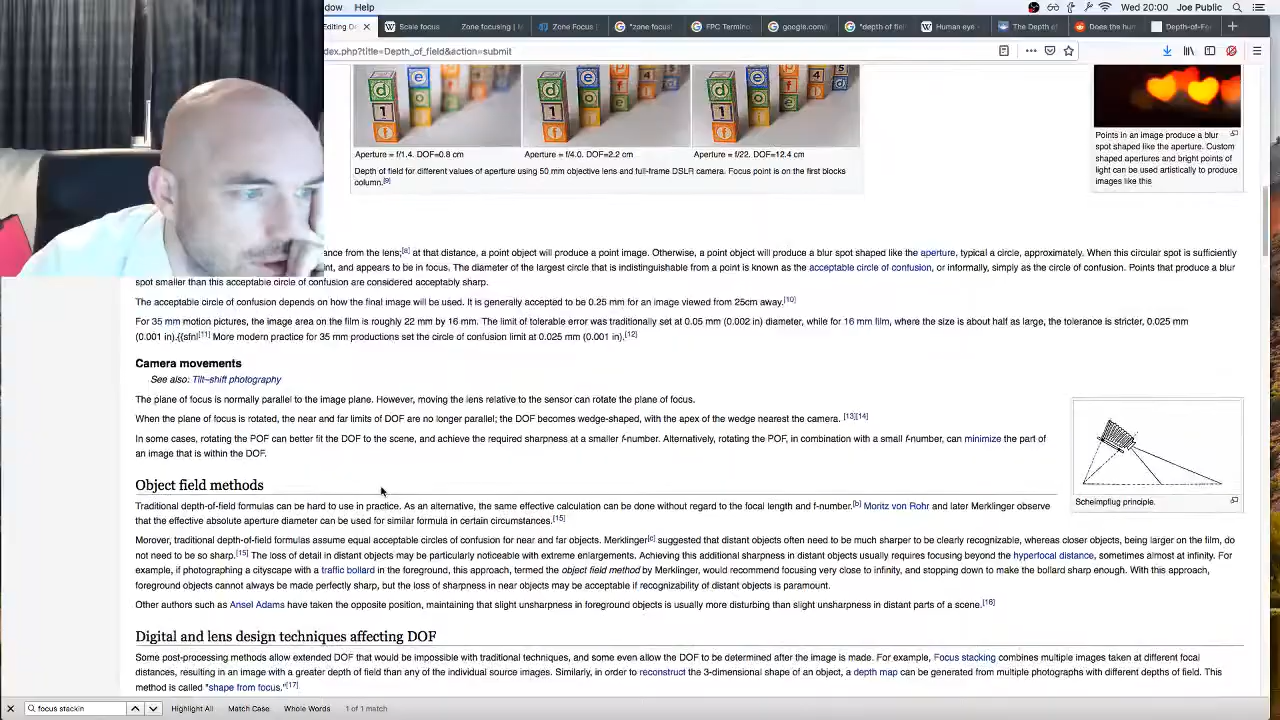 dow Help
Wed 20:00 Joe Public
Editing D
Scale focus
Zone focusing | M
Zone Focus
"zone focus'
FPC Termino
google.com/
"depth of fiel
Human eye
The Depth of
Does the hum
Depth-of-Fi
dex.php?title=Depth_of_field&action=submit
Aperture = f/1.4. DOF=0.8 cm
Aperture = f/4.0. DOF=2.2 cm
Aperture = f/22. DOF=12.4 cm
Depth of field for different values of aperture using 50 mm objective lens and full-frame DSLR camera. Focus point is on the first blocks
column.[9]
Points in an image produce a blur
spot shaped like the aperture. Custom
shaped apertures and bright points of
light can be used artistically to produce
images like this
ance from the lens;[a] at that distance, a point object will produce a point image. Otherwise, a point object will produce a blur spot shaped like the aperture, typical a circle, approximately. When this circular spot is sufficiently
nt, and appears to be in focus. The diameter of the largest circle that is indistinguishable from a point is known as the acceptable circle of confusion, or informally, simply as the circle of confusion. Points that produce a blur
spot smaller than this acceptable circle of confusion are considered acceptably sharp.
The acceptable circle of confusion depends on how the final image will be used. It is generally accepted to be 0.25 mm for an image viewed from 25cm away.[10]
For 35 mm motion pictures, the image area on the film is roughly 22 mm by 16 mm. The limit of tolerable error was traditionally set at 0.05 mm (0.002 in) diameter, while for 16 mm film, where the size is about half as large, the tolerance is stricter, 0.025 mm
(0.001 in).{{sfn|[11] More modern practice for 35 mm productions set the circle of confusion limit at 0.025 mm (0.001 in).[12]
Camera movements
See also: Tilt–shift photography
The plane of focus is normally parallel to the image plane. However, moving the lens relative to the sensor can rotate the plane of focus.
When the plane of focus is rotated, the near and far limits of DOF are no longer parallel; the DOF becomes wedge-shaped, with the apex of the wedge nearest the camera. [13][14]
In some cases, rotating the POF can better fit the DOF to the scene, and achieve the required sharpness at a smaller f-number. Alternatively, rotating the POF, in combination with a small f-number, can minimize the part of
an image that is within the DOF.
Scheimpflug principle.
Object field methods
Traditional depth-of-field formulas can be hard to use in practice. As an alternative, the same effective calculation can be done without regard to the focal length and f-number.[b] Moritz von Rohr and later Merklinger observe
that the effective absolute aperture diameter can be used for similar formula in certain circumstances.[15]
Morover, traditional depth-of-field formulas assume equal acceptable circles of confusion for near and far objects. Merklinger[c] suggested that distant objects often need to be much sharper to be clearly recognizable, whereas closer objects, being larger on the film, do
not need to be so sharp.[15] The loss of detail in distant objects may be particularly noticeable with extreme enlargements. Achieving this additional sharpness in distant objects usually requires focusing beyond the hyperfocal distance, sometimes almost at infinity. For
example, if photographing a cityscape with a traffic bollard in the foreground, this approach, termed the object field method by Merklinger, would recommend focusing very close to infinity, and stopping down to make the bollard sharp enough. With this approach,
foreground objects cannot always be made perfectly sharp, but the loss of sharpness in near objects may be acceptable if recognizability of distant objects is paramount.
Other authors such as Ansel Adams have taken the opposite position, maintaining that slight unsharpness in foreground objects is usually more disturbing than slight unsharpness in distant parts of a scene.[16]
Digital and lens design techniques affecting DOF
Some post-processing methods allow extended DOF that would be impossible with traditional techniques, and some even allow the DOF to be determined after the image is made. For example, Focus stacking combines multiple images taken at different focal
distances, resulting in an image with a greater depth of field than any of the individual source images. Similarly, in order to reconstruct the 3-dimensional shape of an object, a depth map can be generated from multiple photographs with different depths of field. This
method is called "shape from focus."[17]
focus stackin
Highlight All
Match Case
Whole Words
1 of 1 match